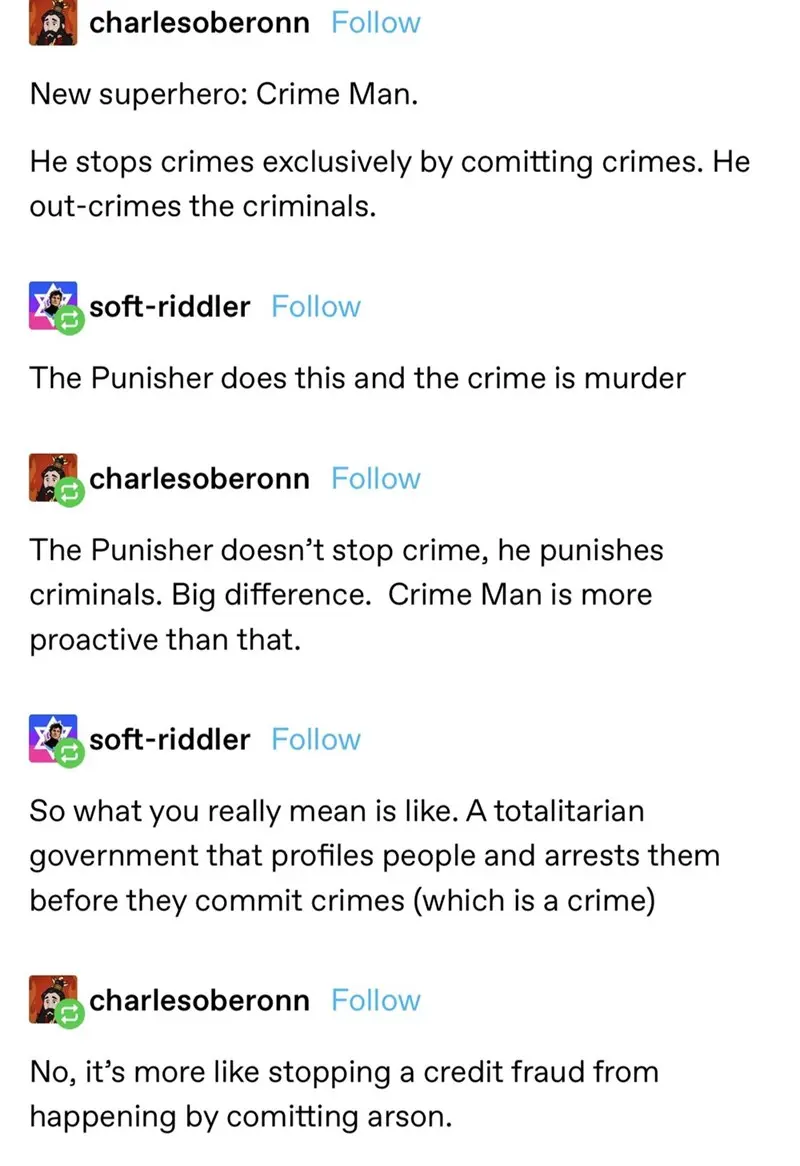 charlesoberonn Follow
New superhero: Crime Man.
He stops crimes exclusively by comitting crimes. He
out-crimes the criminals.
soft-riddler Follow
The Punisher does this and the crime is murder
charlesoberonn Follow
The Punisher doesn’t stop crime, he punishes
criminals. Big difference.  Crime Man is more
proactive than that.
soft-riddler Follow
So what you really mean is like. A totalitarian
government that profiles people and arrests them
before they commit crimes (which is a crime)
charlesoberonn Follow
No, it’s more like stopping a credit fraud from
happening by comitting arson.